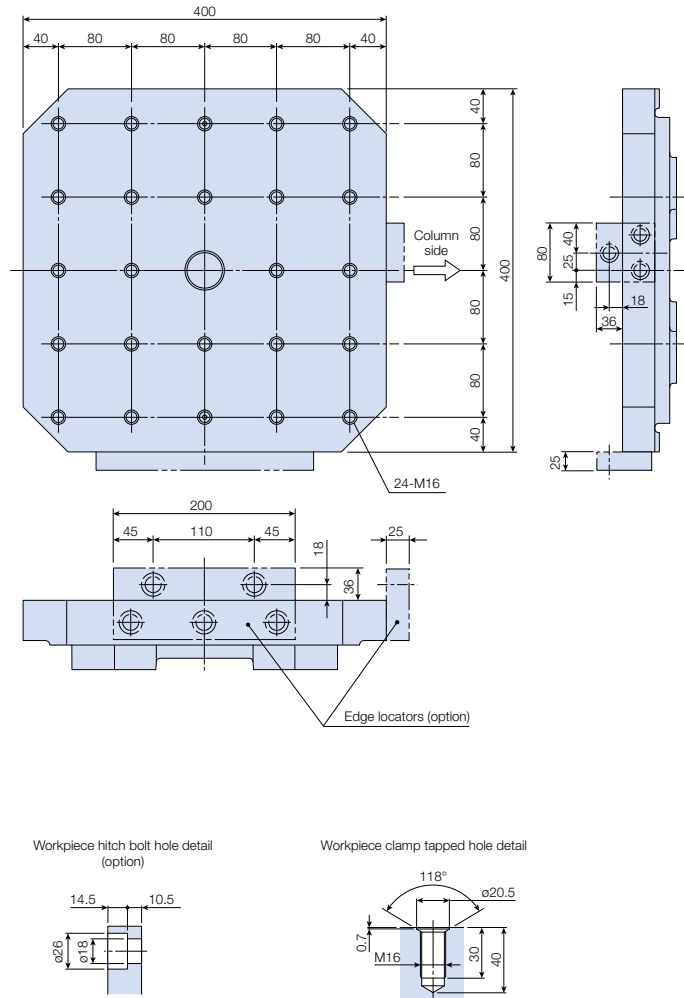 400
40 80 80 80 80 40
40
80
80
80
80
40
400
Column
side
24-M16
80
40
25
15
18
36
25
200
45 110 45
18
36
25
Edge locators (option)
Workpiece hitch bolt hole detail
(option)
14.5 10.5
ø26
ø18
Workpiece clamp tapped hole detail
118°
ø20.5
0.7
M16
30
40